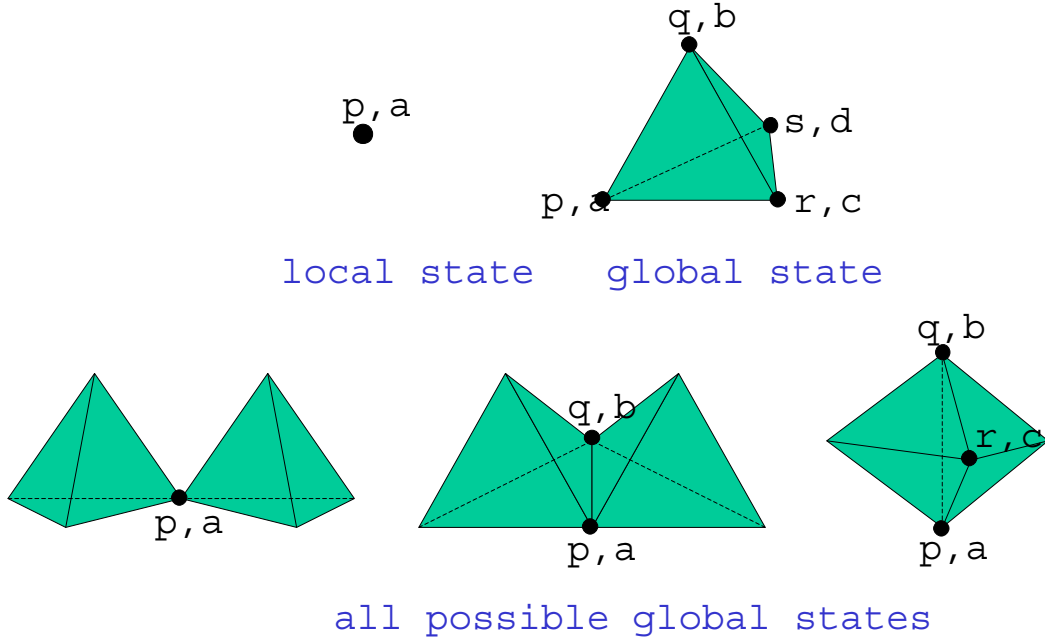 q,b
p,a
s,d
p,a
r,c
local state
global state
q,b
q,b
r,c
p,a
p,a
p,a
all possible global states